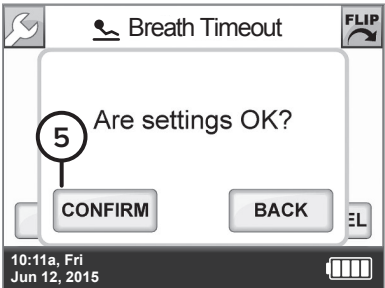 Breath Timeout
FLIP
Are settings OK?
5
CONFIRM
BACK
EL
10:11a, Fri
Jun 12, 2015